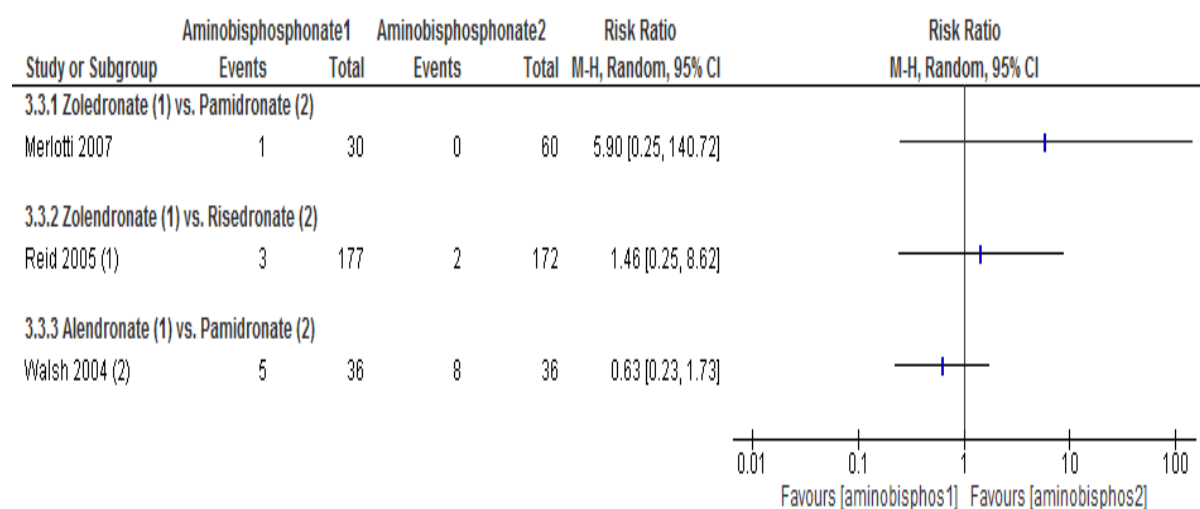 Aminobisphosphonate1 Aminobisphosphonate2 Risk Ratio Risk Ratio
Study or Subgroup Events Total Events Total M-H, Random, 95% CI M-H, Random, 95% CI
3.3.1 Zoledronate (1) vs. Pamidronate (2)
Merlotti 2007 1 30 0 60 5.90 [0.25, 140.72]
3.3.2 Zolendronate (1) vs. Risedronate (2)
Reid 2005 (1) 3 177 2 172 1.46 [0.25, 8.62]
3.3.3 Alendronate (1) vs. Pamidronate (2)
Walsh 2004 (2) 5 36 8 36 0.63 [0.23, 1.73]
0.01 0.1 1 10 100
Favours [aminobisphos1] Favours [aminobisphos2]